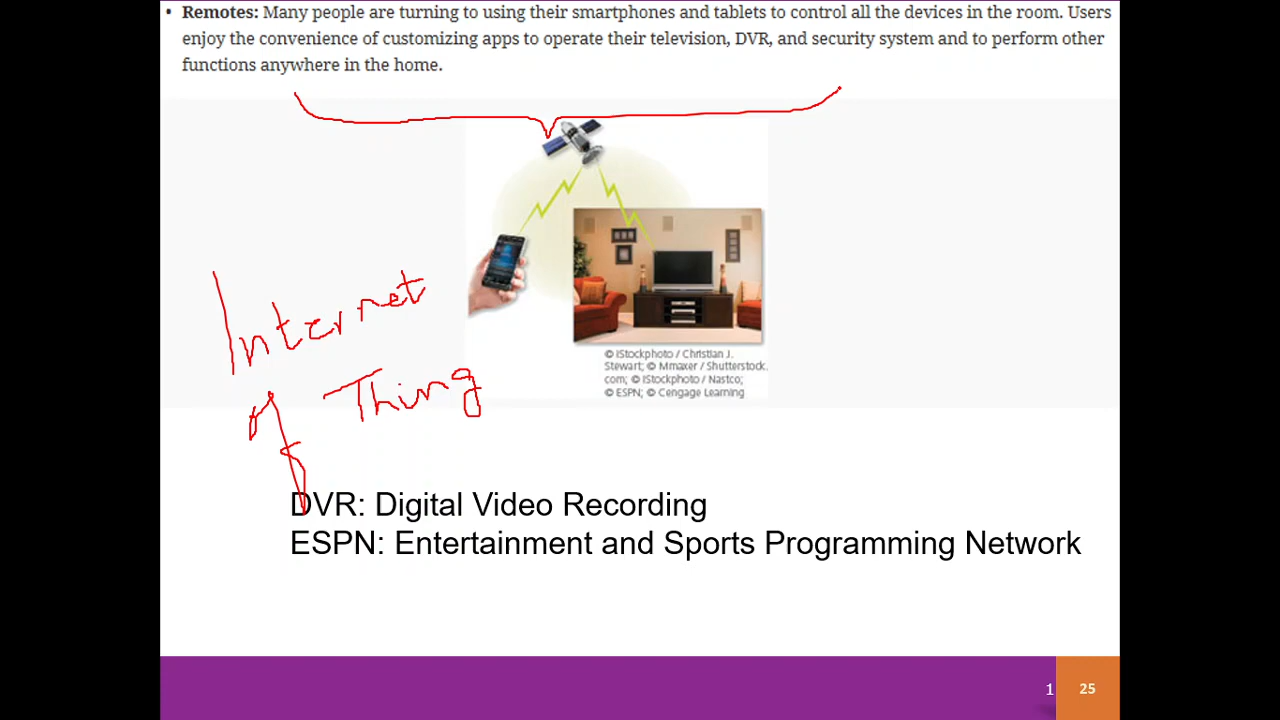 • Remotes: Many people are turning to using their smartphones and tablets to control all the devices in the room. Users
enjoy the convenience of customizing apps to operate their television, DVR, and security system and to perform other
functions anywhere in the home.
Internet
of Thing
© iStockphoto / Christian J.
Stewart; © Mmaxer / Shutterstock.
com; © iStockphoto / Nastco;
© ESPN; © Cengage Learning
DVR: Digital Video Recording
ESPN: Entertainment and Sports Programming Network
1 25